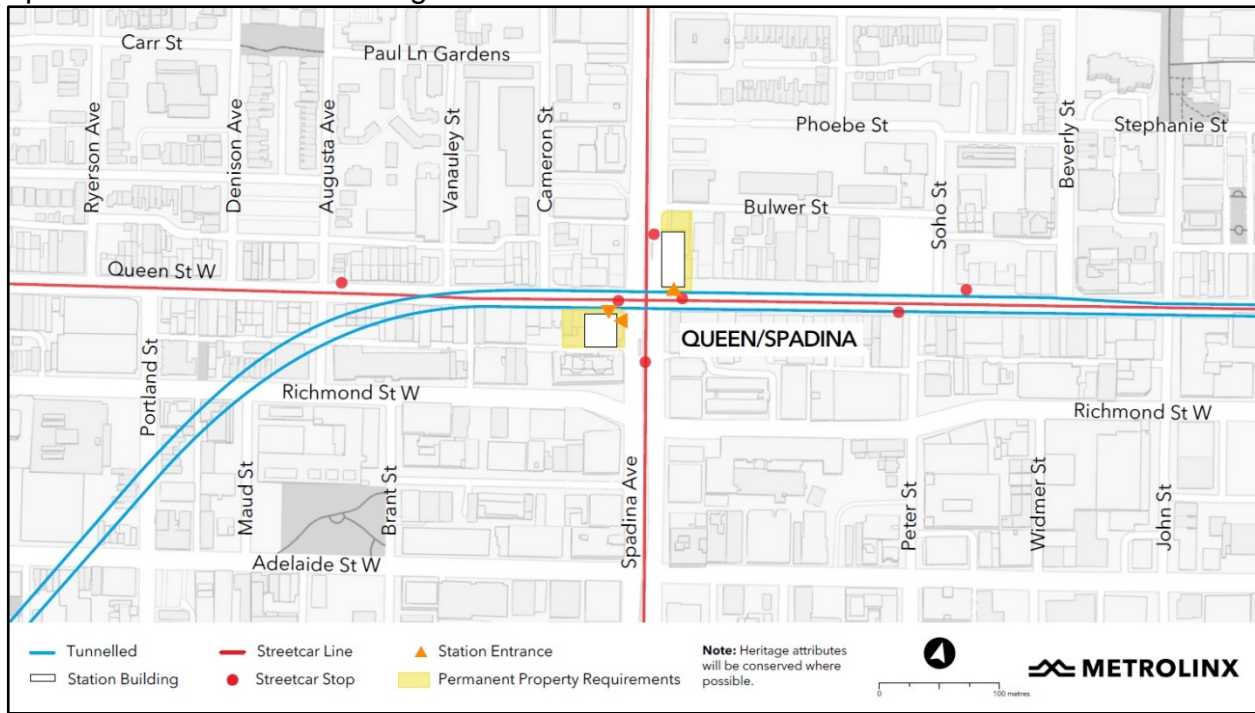 Carr St
Paul Ln Gardens
Ryerson Ave
Denison Ave
Augusta Ave
Vanauley St
Cameron St
Phoebe St
Stephanie St
Beverly St
Bulwer St
Soho St
Queen St W
QUEEN/SPADINA
Portland St
Richmond St W
Richmond St W
Maud St
Brant St
Spadina Ave
Peter St
Widmer St
John St
Adelaide St W
Tunnelled
Streetcar Line
Station Entrance
Station Building
Streetcar Stop
Permanent Property Requirements
Note: Heritage attributes
will be conserved where
possible.
0 100 metres
METROLINX